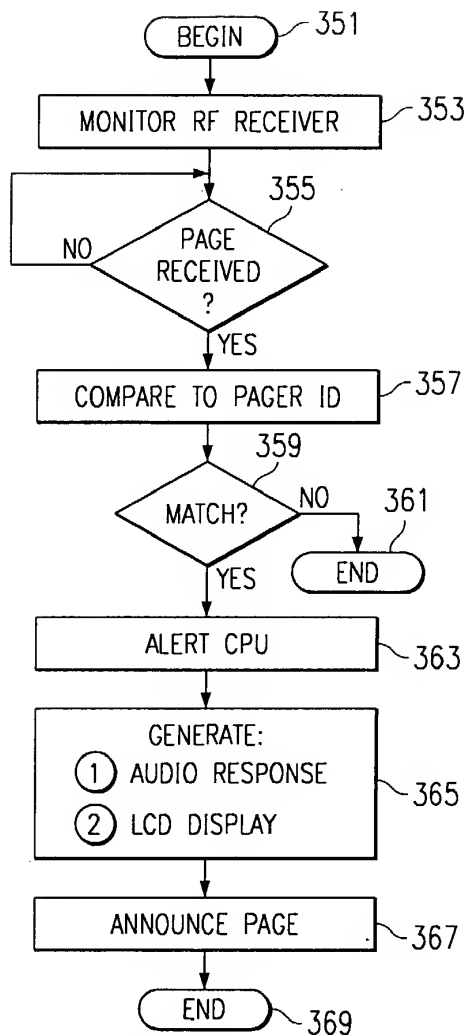 BEGIN
351
MONITOR RF RECEIVER
353
355
PAGE
RECEIVED
?
NO
YES
COMPARE TO PAGER ID
357
359
MATCH?
NO
361
END
YES
ALERT CPU
363
GENERATE:
1 AUDIO RESPONSE
2 LCD DISPLAY
365
ANNOUNCE PAGE
367
END
369